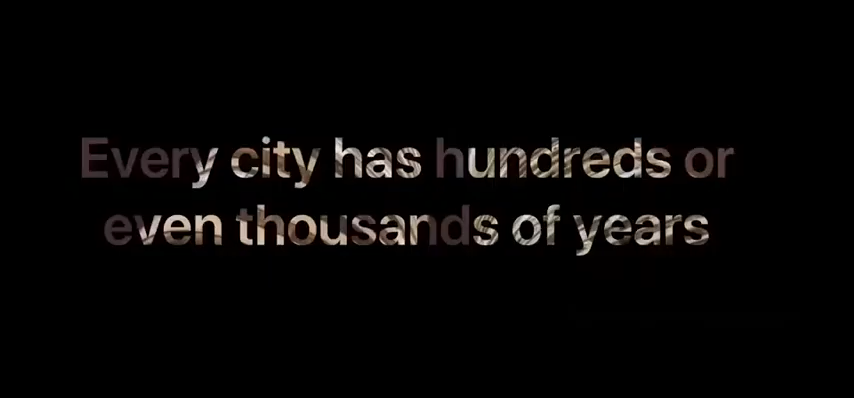 Every city has hundreds or
even thousands of years